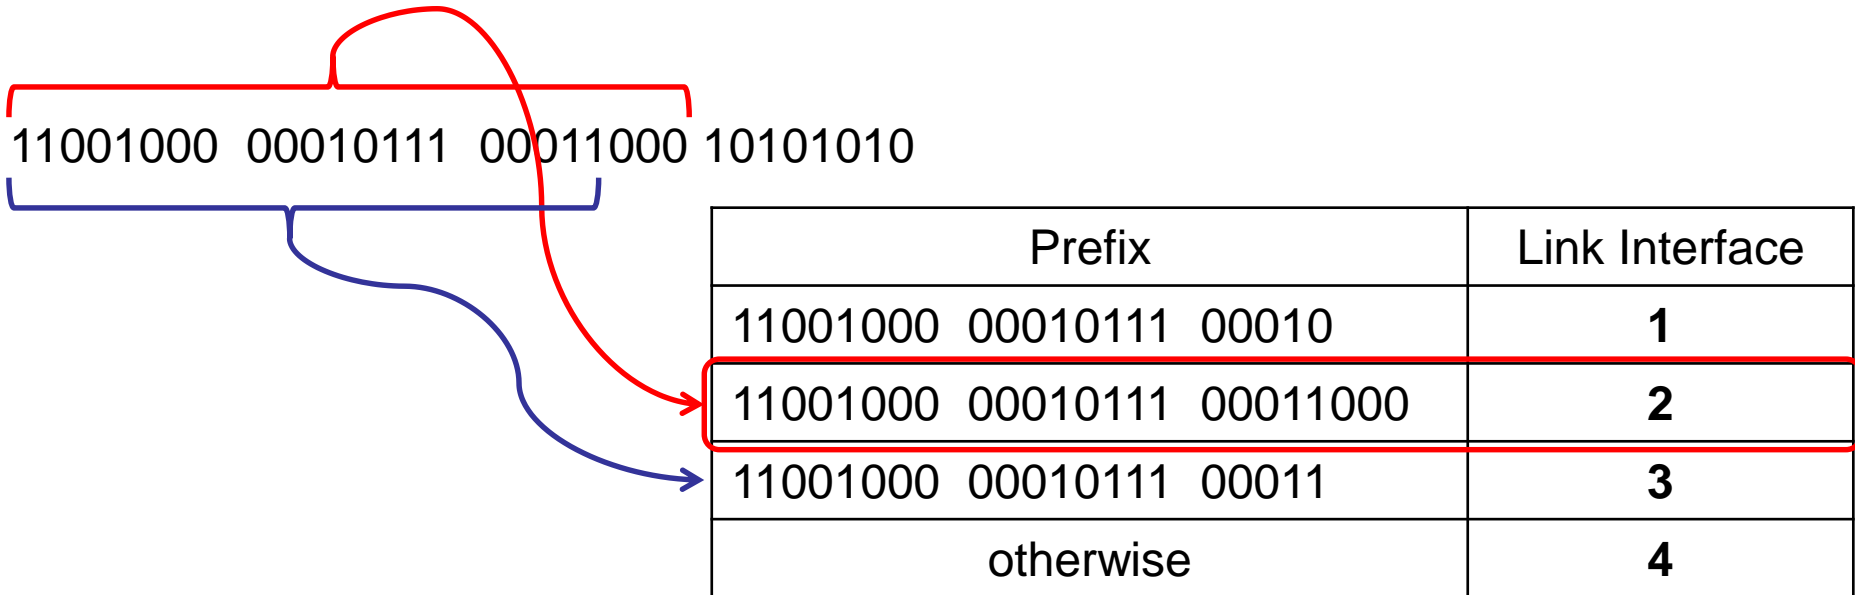 11001000 00010111 00011000 10101010
Prefix Link Interface
11001000 00010111 00010 1
11001000 00010111 00011000 2
11001000 00010111 00011 3
otherwise 4